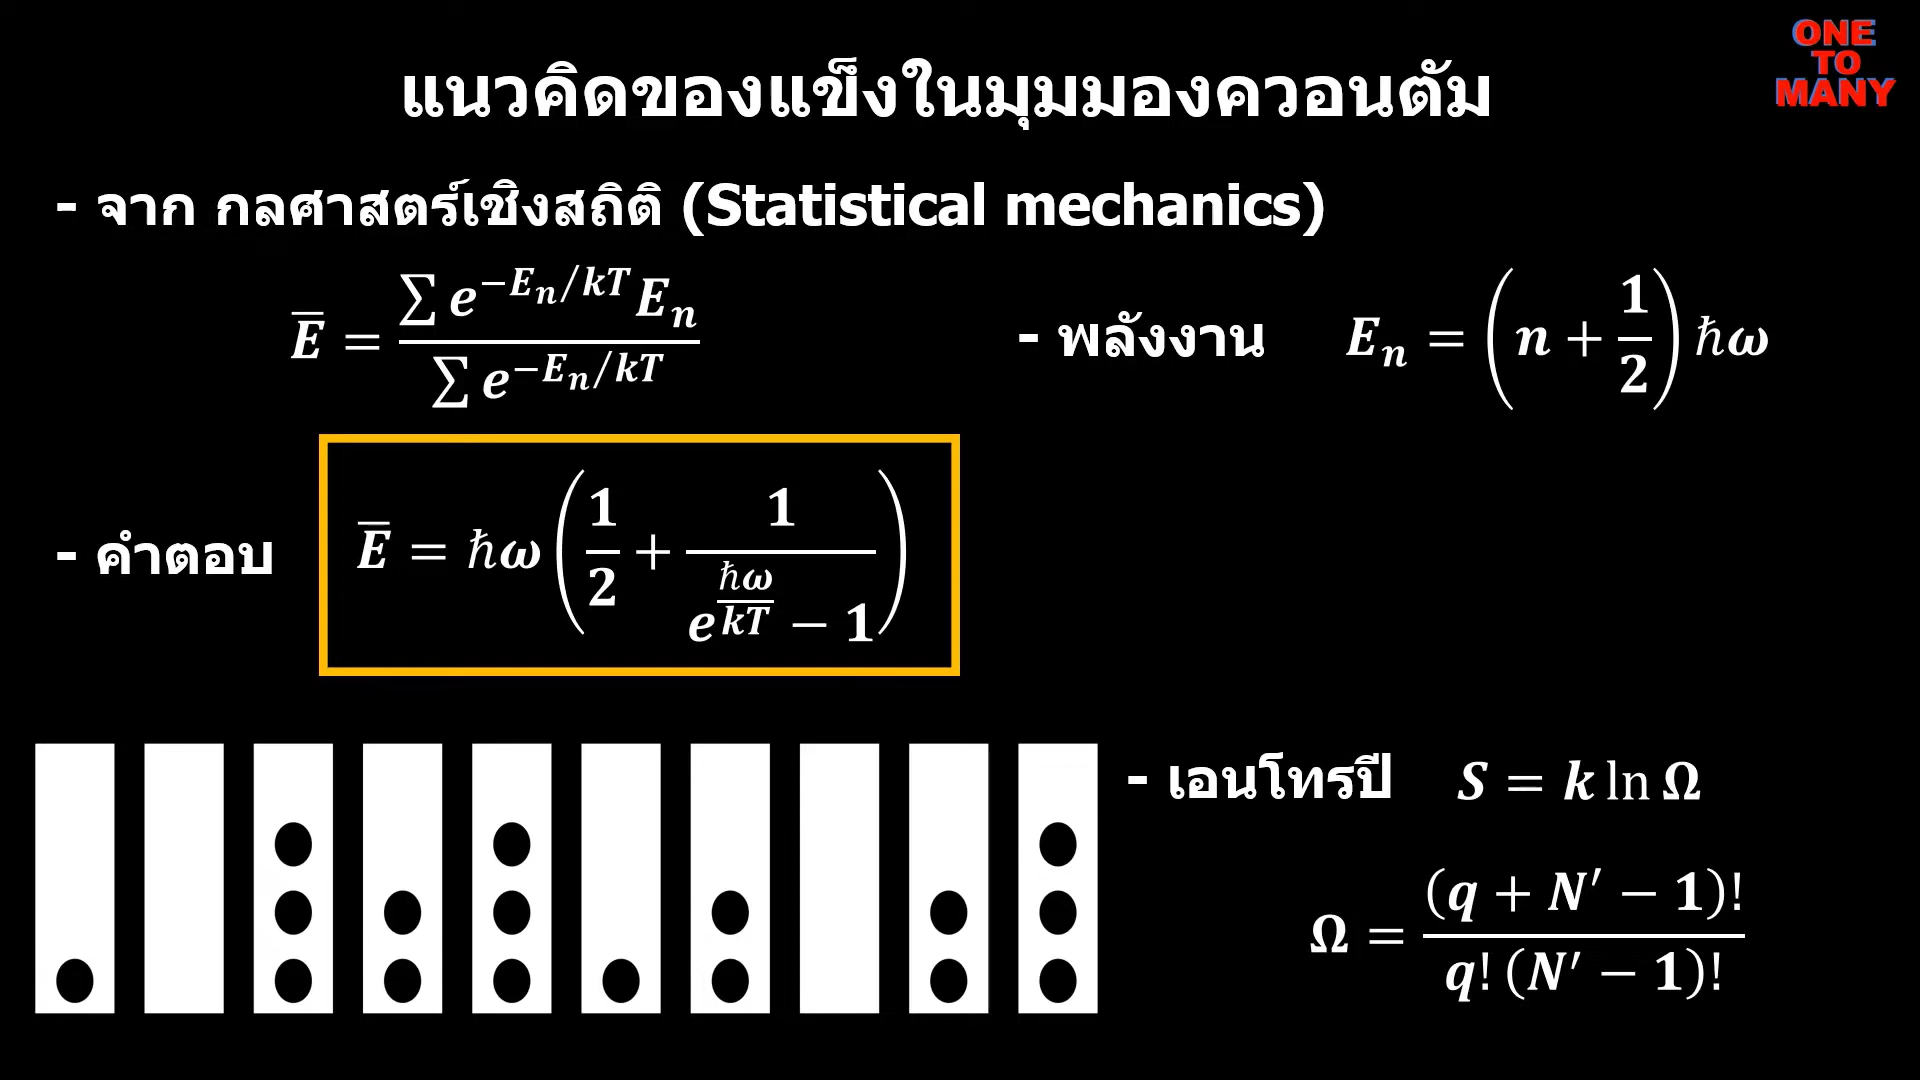 ONE
TO
MANY
แนวคิดของแข็งในมุมมองควอนตัม
- จาก กลศาสตร์เชิงสถิติ (Statistical mechanics)
E̅ = ∑ e^{−E_n/kT} E_n / ∑ e^{−E_n/kT}
- พลังงาน E_n = (n + 1/2) ℏω
- คำตอบ E̅ = ℏω (1/2 + 1/(e^{ℏω/kT} − 1))
- เอนโทรปี S = k ln Ω
Ω = (q + N′ − 1)! / q! (N′ − 1)!